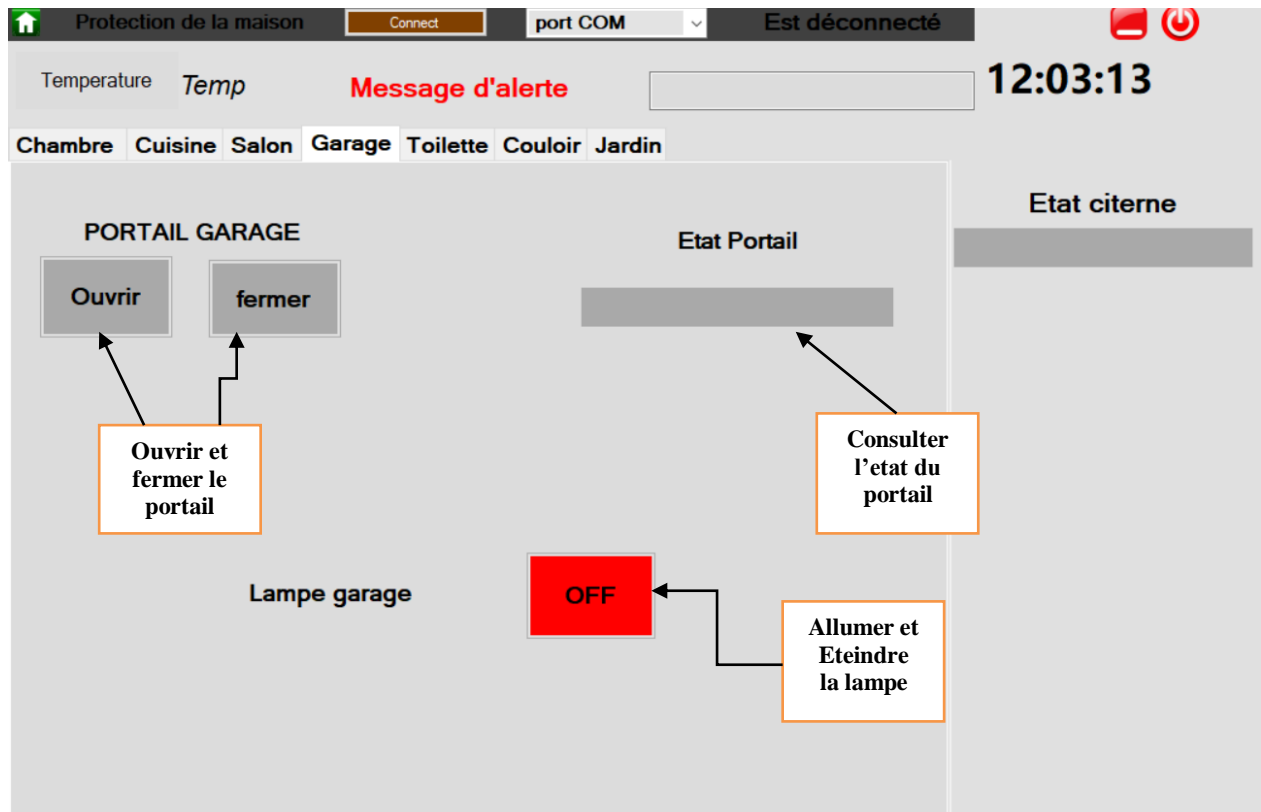 Protection de la maison Connect port COM Est déconnecté
Temperature Temp Message d'alerte 12:03:13
Chambre Cuisine Salon Garage Toilette Couloir Jardin
Etat citerne
PORTAIL GARAGE
Etat Portail
Ouvrir fermer
Ouvrir et
fermer le
portail
Consulter
l’etat du
portail
Lampe garage OFF
Allumer et
Eteindre
la lampe